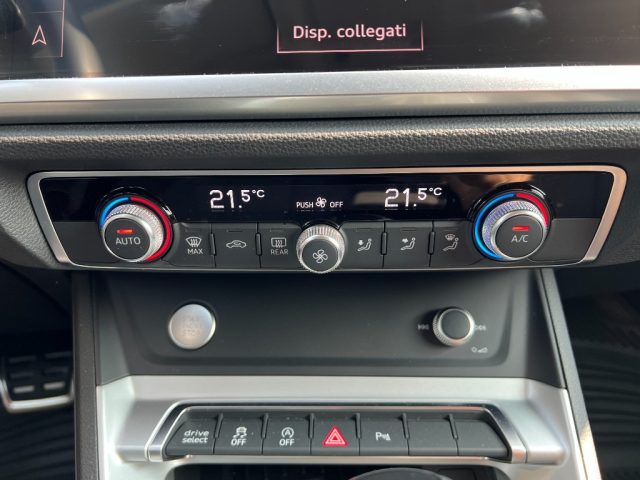 Disp. collegati
21.5°C PUSH OFF 21.5°C
AUTO MAX REAR A/C
drive select OFF OFF P